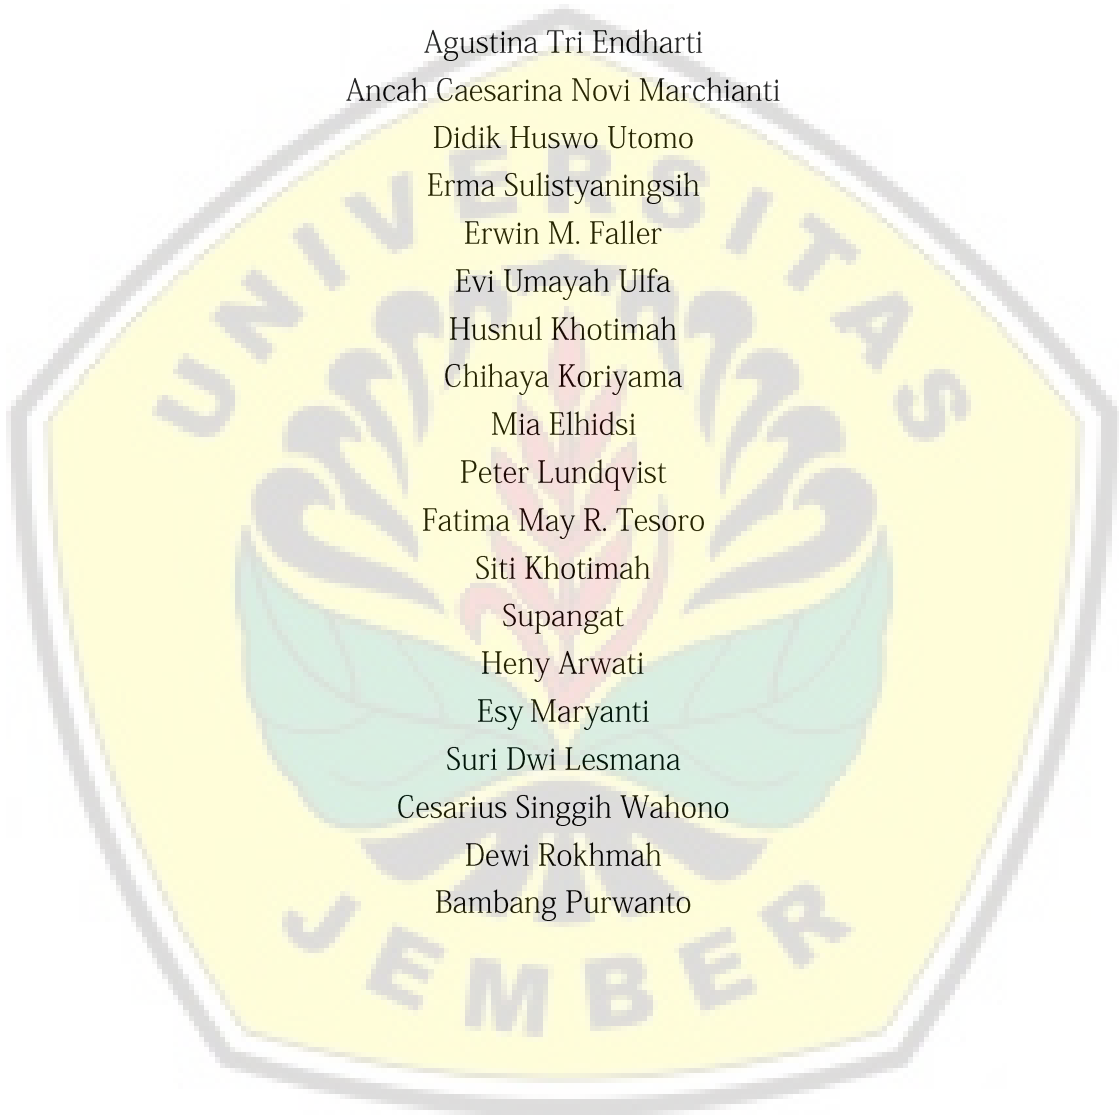 Agustina Tri Endharti
Ancah Caesarina Novi Marchianti
Didik Huswo Utomo
Erma Sulistyaningsih
Erwin M. Faller
Evi Umayah Ulfa
Husnul Khotimah
Chihaya Koriyama
Mia Elhidsi
Peter Lundqvist
Fatima May R. Tesoro
Siti Khotimah
Supangat
Heny Arwati
Esy Maryanti
Suri Dwi Lesmana
Cesarius Singgih Wahono
Dewi Rokhmah
Bambang Purwanto
UNIVERSITAS
JEMBER